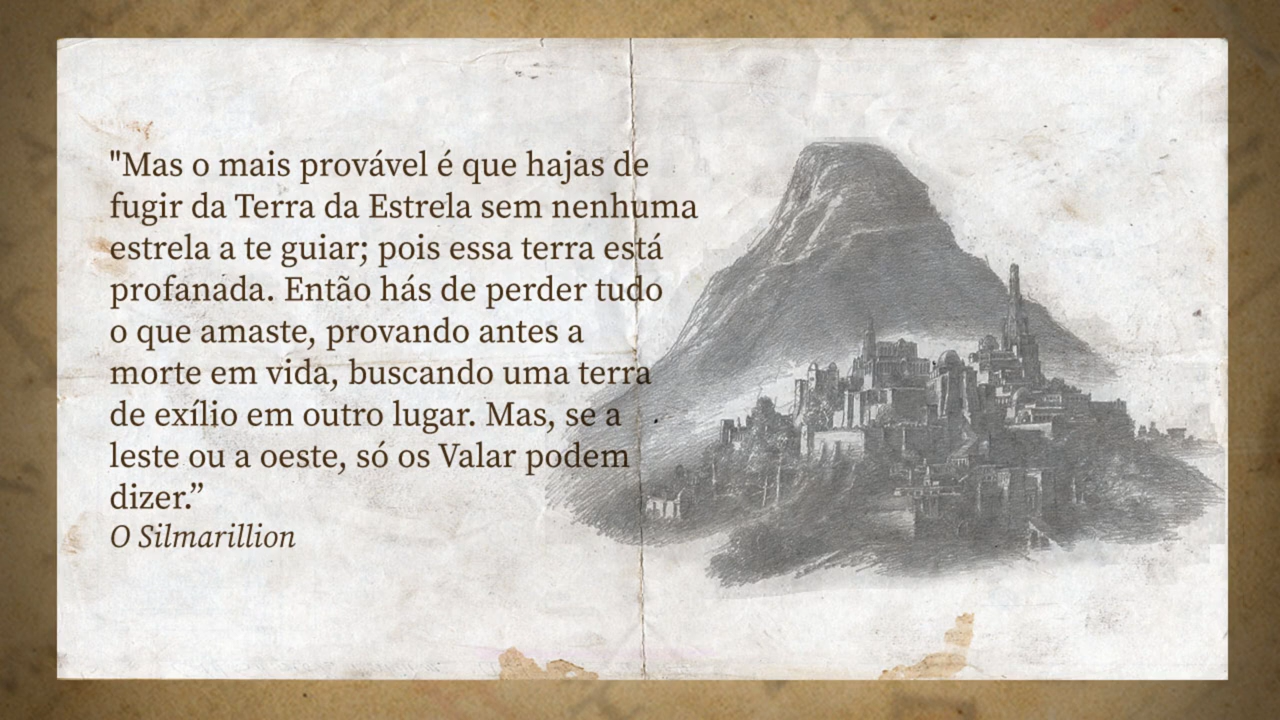 "Mas o mais provável é que hajas de
fugir da Terra da Estrela sem nenhuma
estrela a te guiar; pois essa terra está
profanada. Então hás de perder tudo
o que amaste, provando antes a
morte em vida, buscando uma terra
de exílio em outro lugar. Mas, se a
leste ou a oeste, só os Valar podem
dizer.”
O Silmarillion